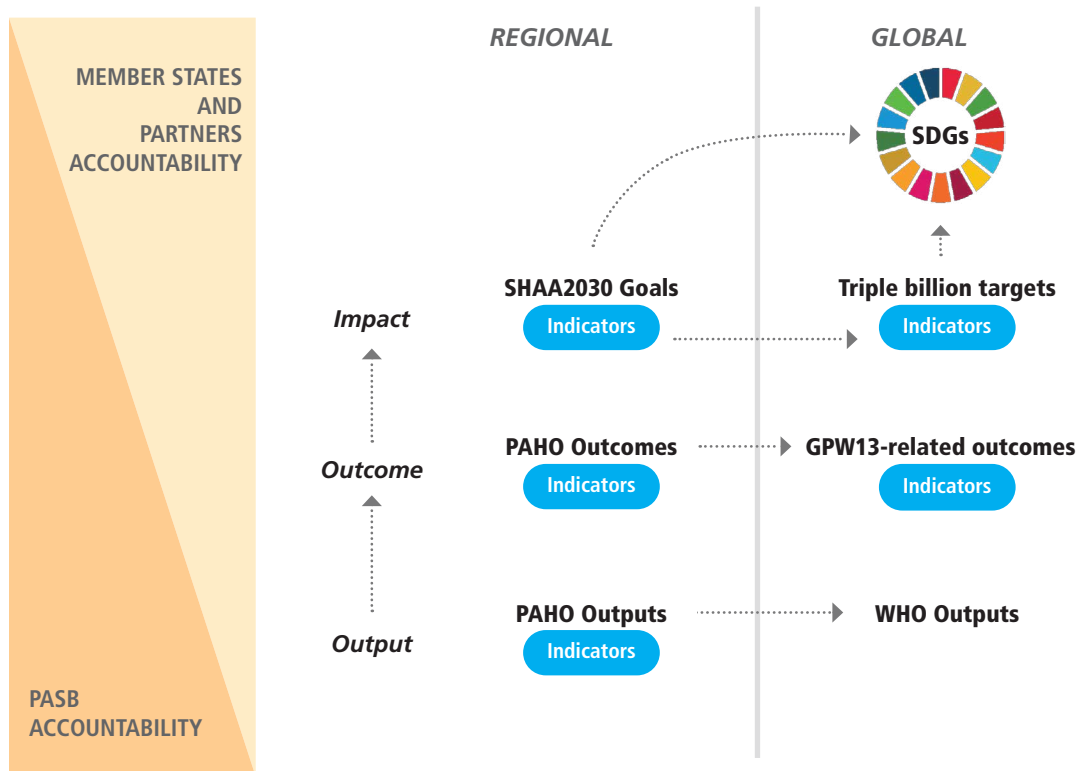 REGIONAL
GLOBAL
MEMBER STATES
AND
PARTNERS
ACCOUNTABILITY
SDGs
SHAA2030 Goals
Indicators
Triple billion targets
Indicators
Impact
PAHO Outcomes
Indicators
GPW13-related outcomes
Indicators
Outcome
PAHO Outputs
Indicators
WHO Outputs
Output
PASB
ACCOUNTABILITY